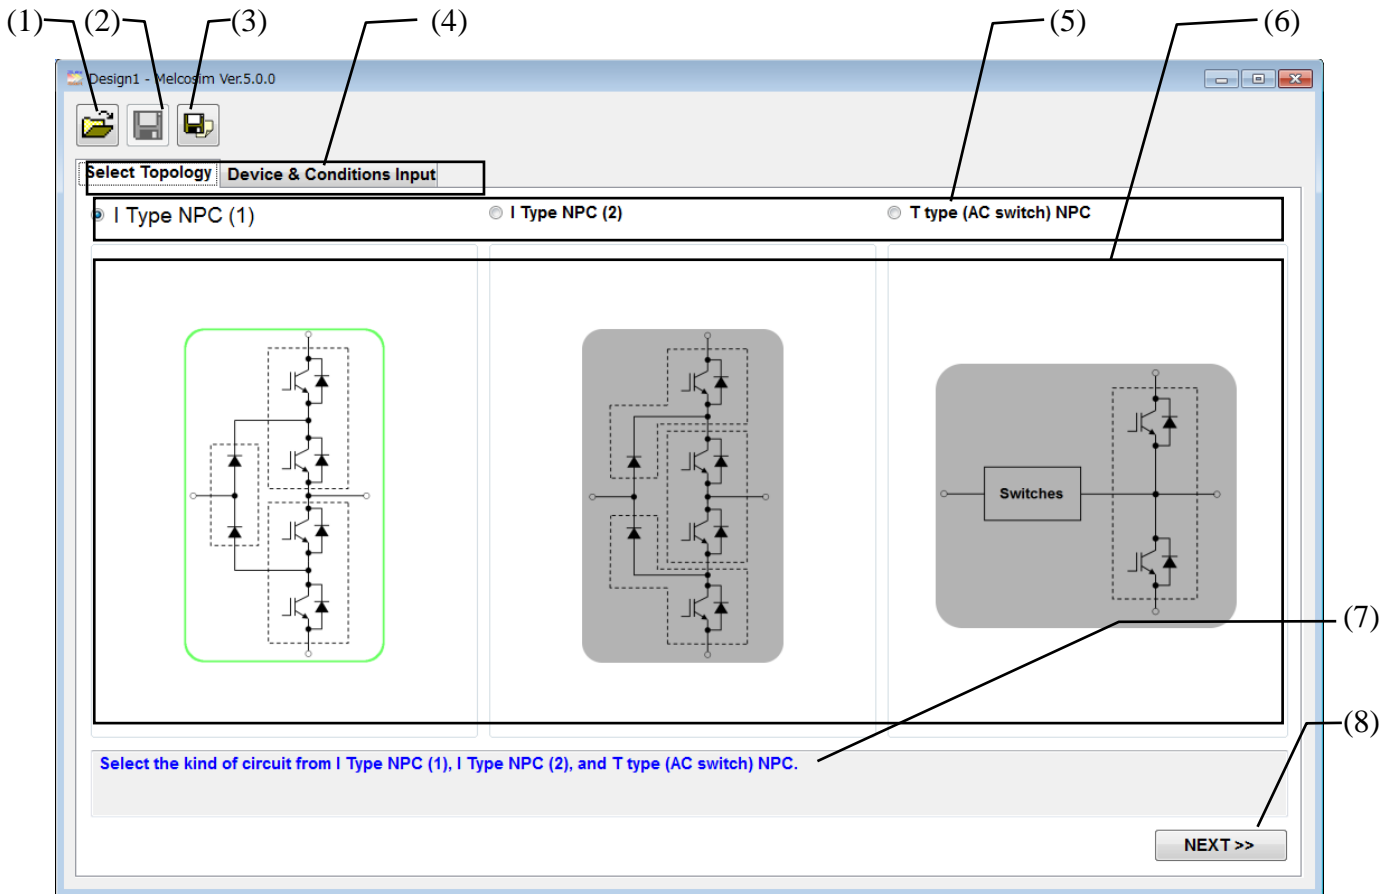 (1) (2) (3) (4) (5) (6)
Design1 - Melcosim Ver.5.0.0
Select Topology Device & Conditions Input
I Type NPC (1) I Type NPC (2) T type (AC switch) NPC
Switches
(7)
(8)
Select the kind of circuit from I Type NPC (1), I Type NPC (2), and T type (AC switch) NPC.
NEXT >>